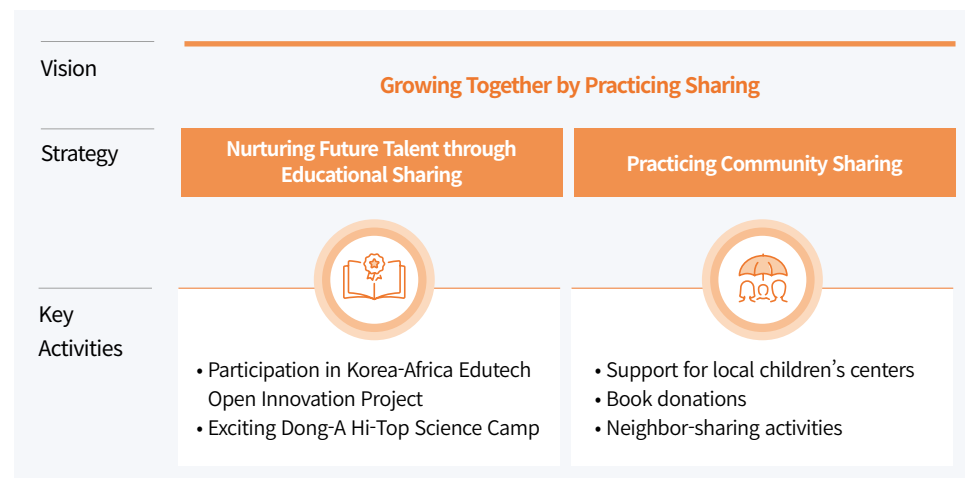 Vision
Growing Together by Practicing Sharing
Strategy
Nurturing Future Talent through
Educational Sharing
Practicing Community Sharing
Key
Activities
• Participation in Korea-Africa Edutech
Open Innovation Project
• Exciting Dong-A Hi-Top Science Camp
• Support for local children’s centers
• Book donations
• Neighbor-sharing activities